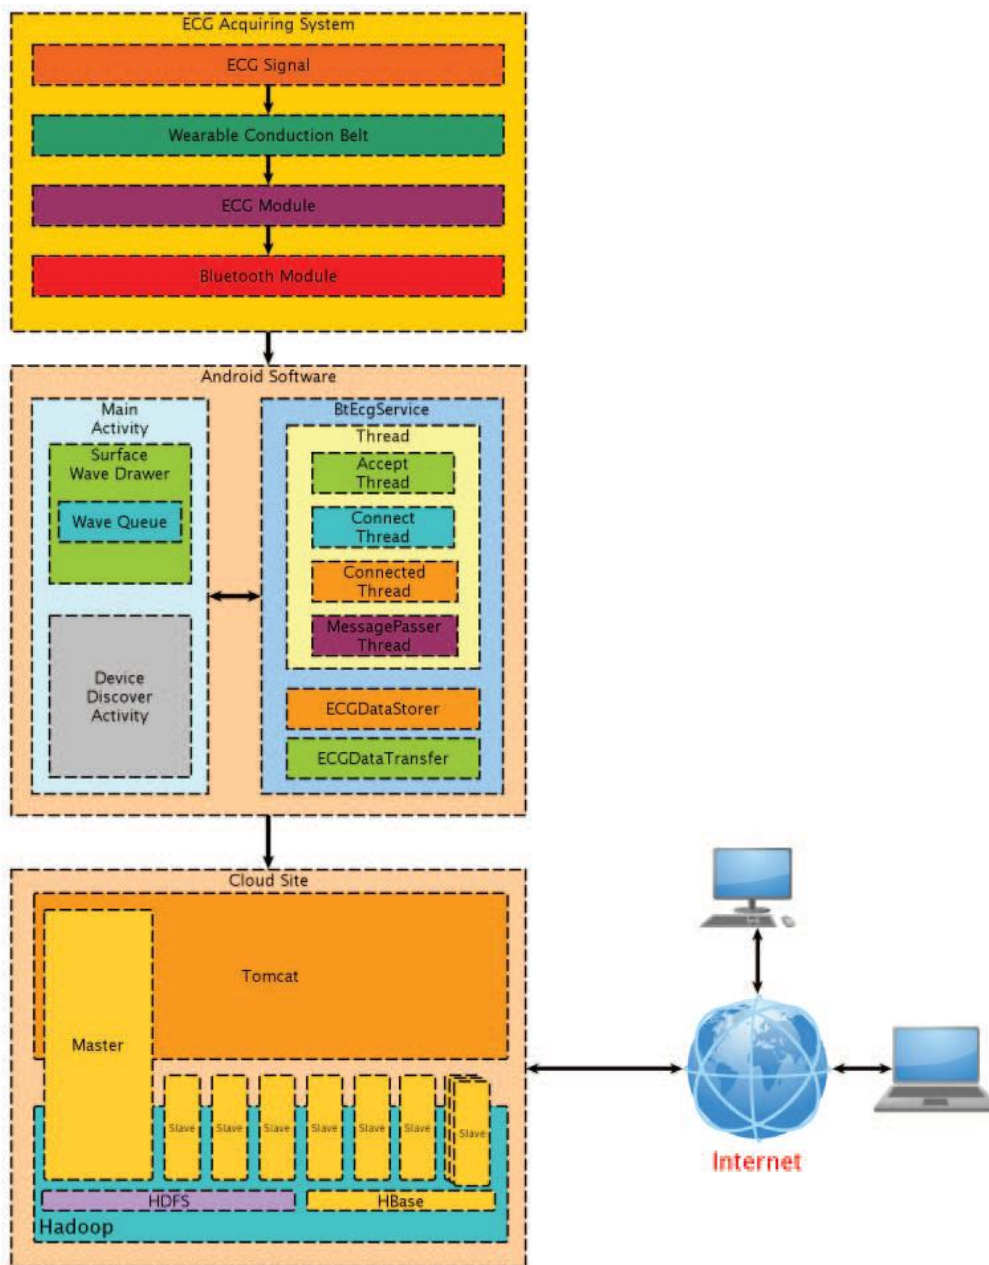 ECG Acquiring System
ECG Signal
Wearable Conduction Belt
ECG Module
Bluetooth Module
Android Software
Main
Activity
Surface
Wave Drawer
Wave Queue
Device
Discover
Activity
BtEcgService
Thread
Accept
Thread
Connect
Thread
Connected
Thread
MessagePasser
Thread
ECGDataStorer
ECGDataTransfer
Cloud Site
Tomcat
Master
Slave
Slave
Slave
Slave
Slave
Slave
Slave
HDFS
HBase
Hadoop
Internet